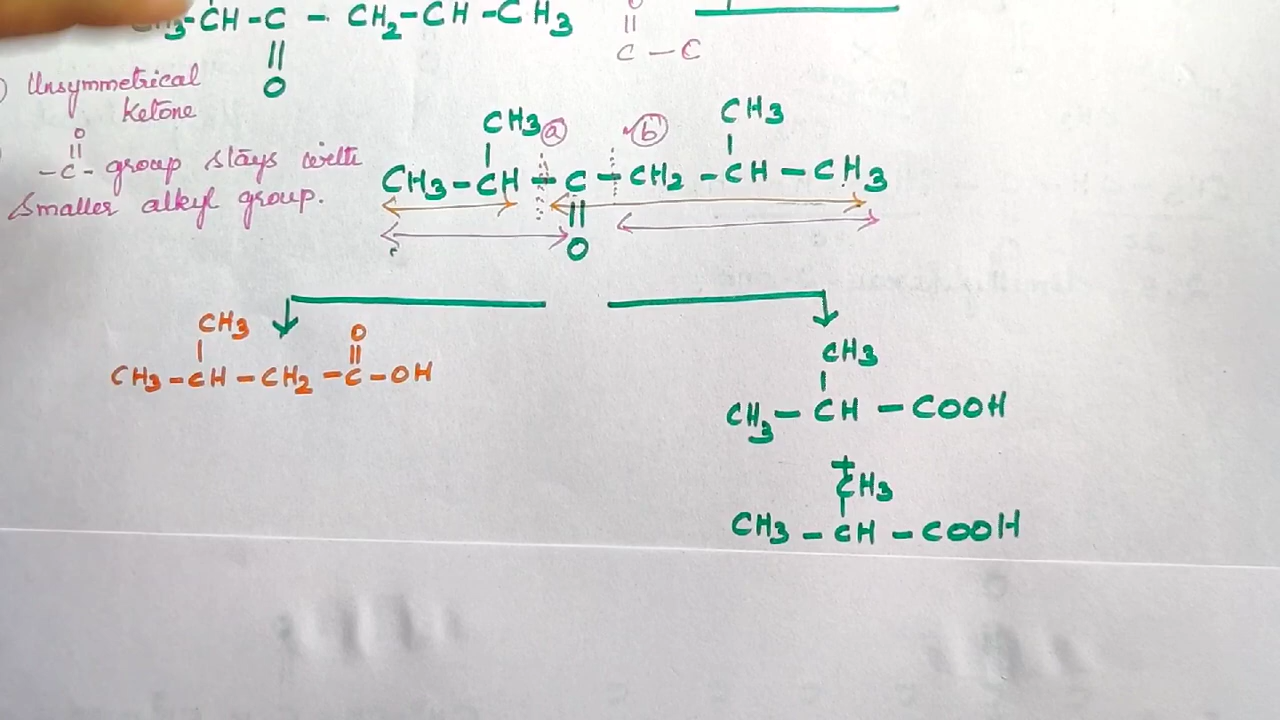 CH3-CH-C - CH2-CH-CH3
||
O
O
||
C - C
Unsymmetrical
Ketone
O
||
-C- group stays with
Smaller alkyl group.
CH3 a b CH3
| |
CH3-CH-C-CH2-CH-CH3
||
O
CH3 O
| ||
CH3-CH-CH2-C-OH
CH3
|
CH3-CH-COOH
+
CH3
|
CH3-CH-COOH